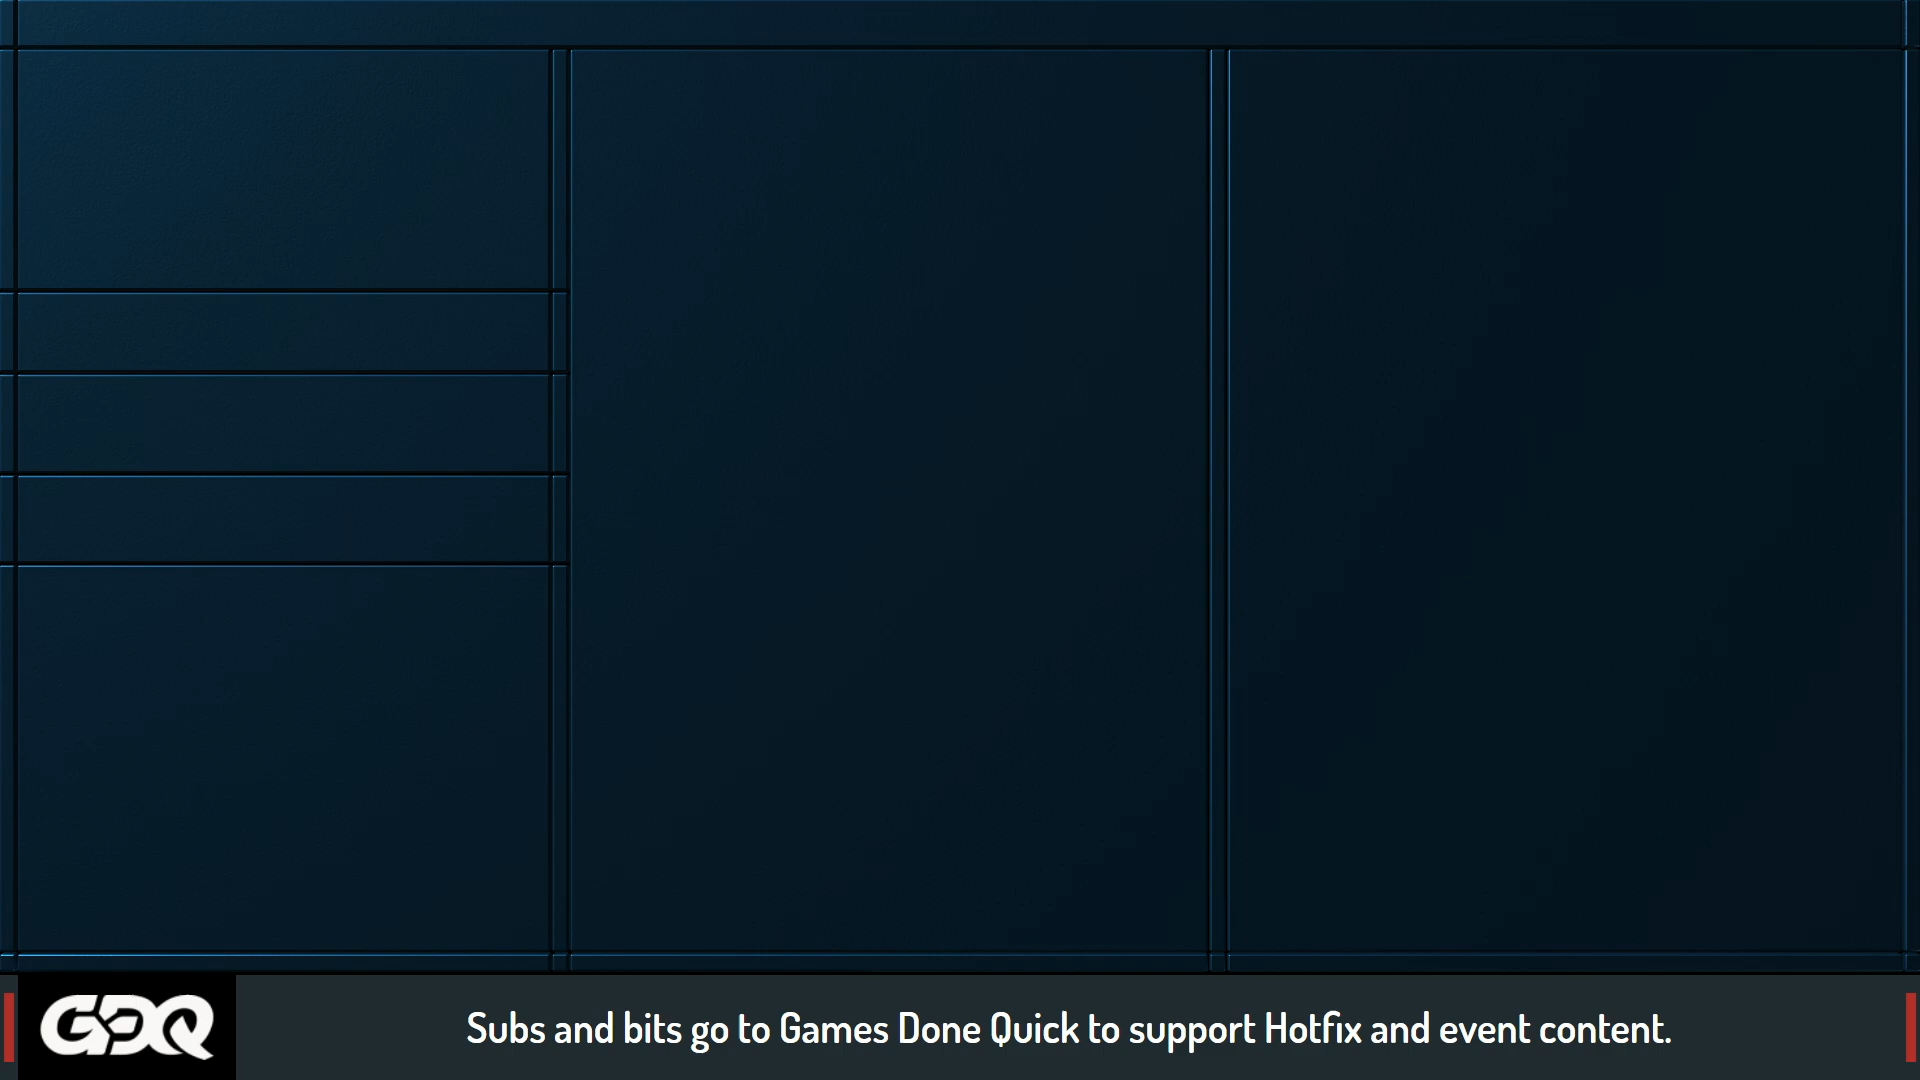 GDQ
Subs and bits go to Games Done Quick to support Hotfix and event content.